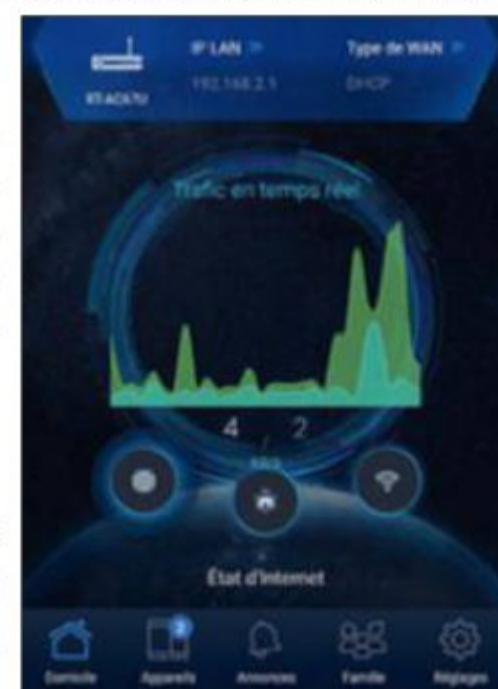 IP LAN
Type de WAN
192.168.2.1
DHCP
RT-AC67U
Trafic en temps réel
4 / 2
État d'Internet
Domicile
Appareils
Annonces
Famille
Réglages